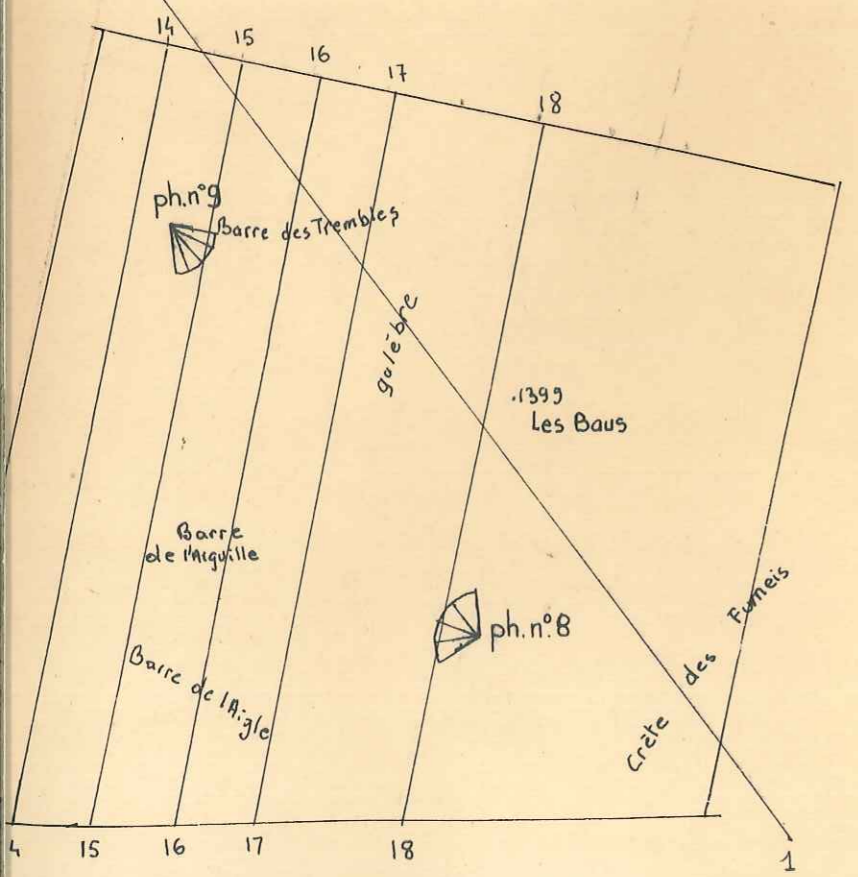 14
15
16
17
18
ph.n°9
Barre des Trembles
galèbre
.1399
Les Baus
Barre
de l'Aiguille
ph.n°8
Barre de l'Aigle
Crête des Fumeis
4
15
16
17
18
1